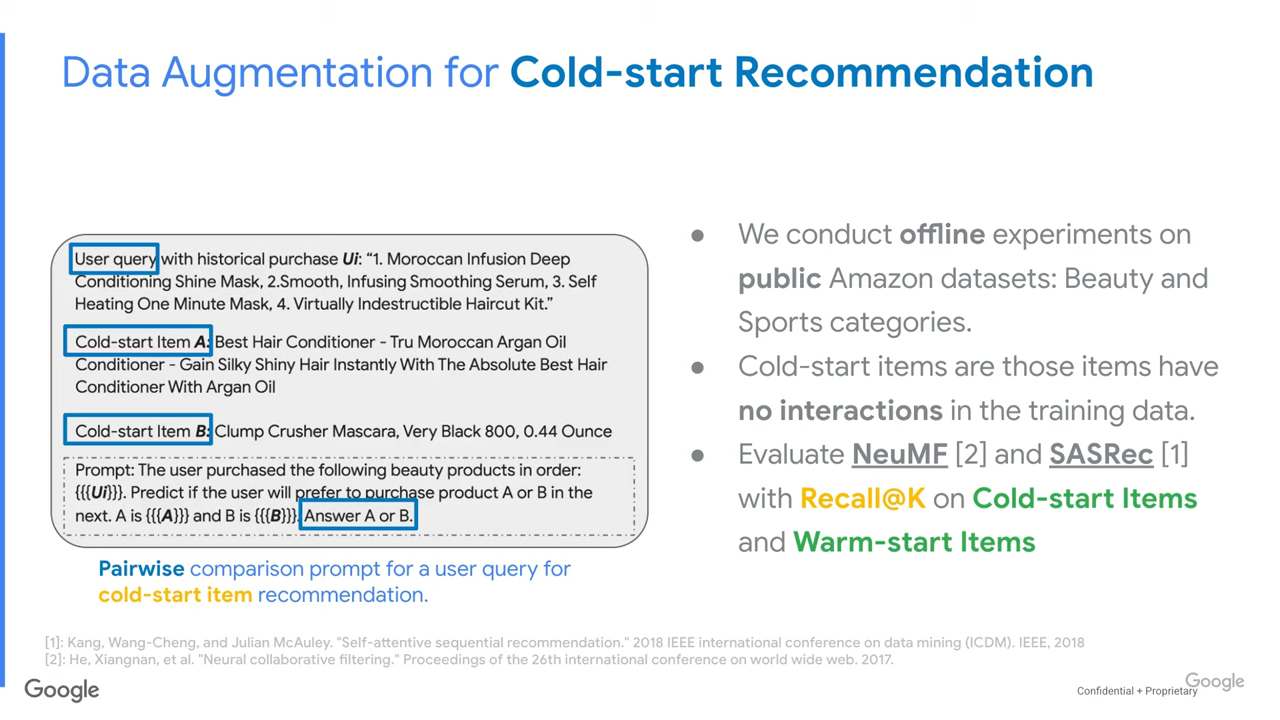 Data Augmentation for Cold-start Recommendation
User query with historical purchase Ui: “1. Moroccan Infusion Deep
Conditioning Shine Mask, 2.Smooth, Infusing Smoothing Serum, 3. Self
Heating One Minute Mask, 4. Virtually Indestructible Haircut Kit.”
Cold-start Item A: Best Hair Conditioner - Tru Moroccan Argan Oil
Conditioner - Gain Silky Shiny Hair Instantly With The Absolute Best Hair
Conditioner With Argan Oil
Cold-start Item B: Clump Crusher Mascara, Very Black 800, 0.44 Ounce
Prompt: The user purchased the following beauty products in order:
{{{Ui}}}. Predict if the user will prefer to purchase product A or B in the
next. A is {{{A}}} and B is {{{B}}}. Answer A or B.
Pairwise comparison prompt for a user query for
cold-start item recommendation.
● We conduct offline experiments on
public Amazon datasets: Beauty and
Sports categories.
● Cold-start items are those items have
no interactions in the training data.
● Evaluate NeuMF [2] and SASRec [1]
with Recall@K on Cold-start Items
and Warm-start Items
[1]: Kang, Wang-Cheng, and Julian McAuley. "Self-attentive sequential recommendation." 2018 IEEE international conference on data mining (ICDM). IEEE, 2018
[2]: He, Xiangnan, et al. "Neural collaborative filtering." Proceedings of the 26th international conference on world wide web. 2017.
Google
Confidential + Proprietary
Google